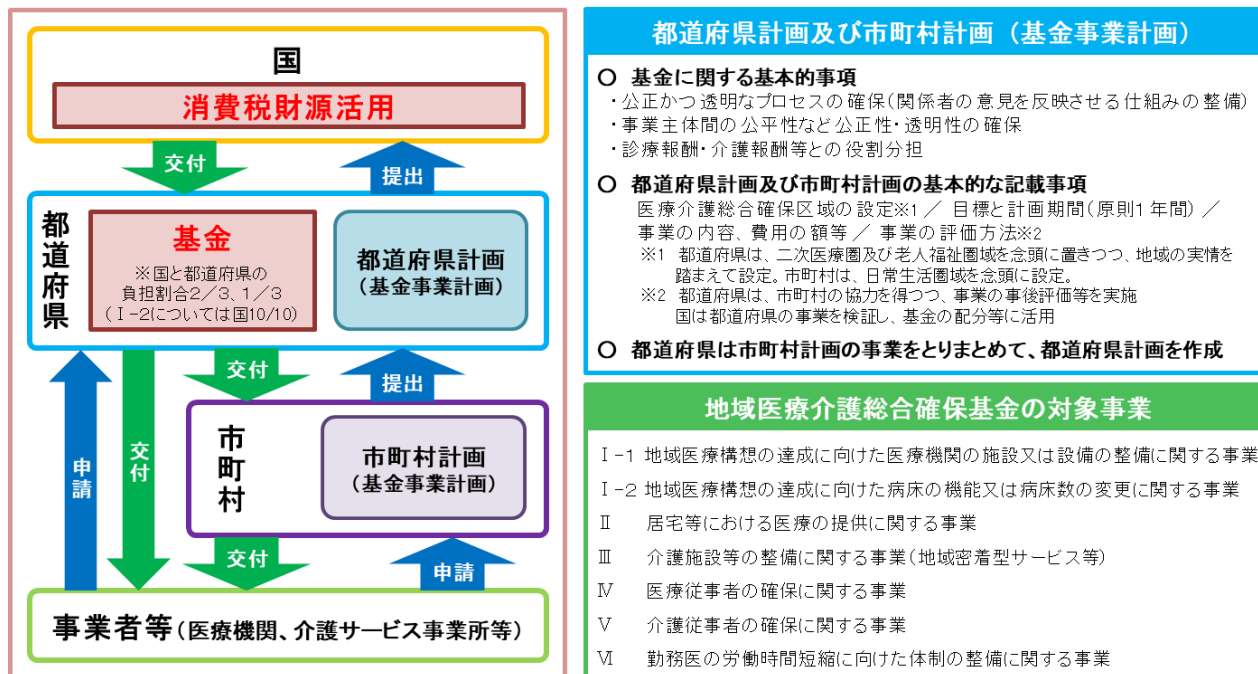 国
消費税財源活用
交付
提出
都道府県
基金
※国と都道府県の
負担割合2／3、1／3
(Ⅰ-2については国10/10)
都道府県計画
(基金事業計画)
交付
提出
申請
交付
市町村
市町村計画
(基金事業計画)
交付
申請
事業者等(医療機関、介護サービス事業所等)
都道府県計画及び市町村計画（基金事業計画）
○ 基金に関する基本的事項
・公正かつ透明なプロセスの確保(関係者の意見を反映させる仕組みの整備)
・事業主体間の公平性など公正性・透明性の確保
・診療報酬・介護報酬等との役割分担
○ 都道府県計画及び市町村計画の基本的な記載事項
医療介護総合確保区域の設定※1 ／ 目標と計画期間(原則1年間) ／
事業の内容、費用の額等 ／ 事業の評価方法※2
※1 都道府県は、二次医療圏及び老人福祉圏域を念頭に置きつつ、地域の実情を
踏まえて設定。市町村は、日常生活圏域を念頭に設定。
※2 都道府県は、市町村の協力を得つつ、事業の事後評価等を実施
国は都道府県の事業を検証し、基金の配分等に活用
○ 都道府県は市町村計画の事業をとりまとめて、都道府県計画を作成
地域医療介護総合確保基金の対象事業
Ⅰ-1 地域医療構想の達成に向けた医療機関の施設又は設備の整備に関する事業
Ⅰ-2 地域医療構想の達成に向けた病床の機能又は病床数の変更に関する事業
Ⅱ 居宅等における医療の提供に関する事業
Ⅲ 介護施設等の整備に関する事業(地域密着型サービス等)
Ⅳ 医療従事者の確保に関する事業
Ⅴ 介護従事者の確保に関する事業
Ⅵ 勤務医の労働時間短縮に向けた体制の整備に関する事業